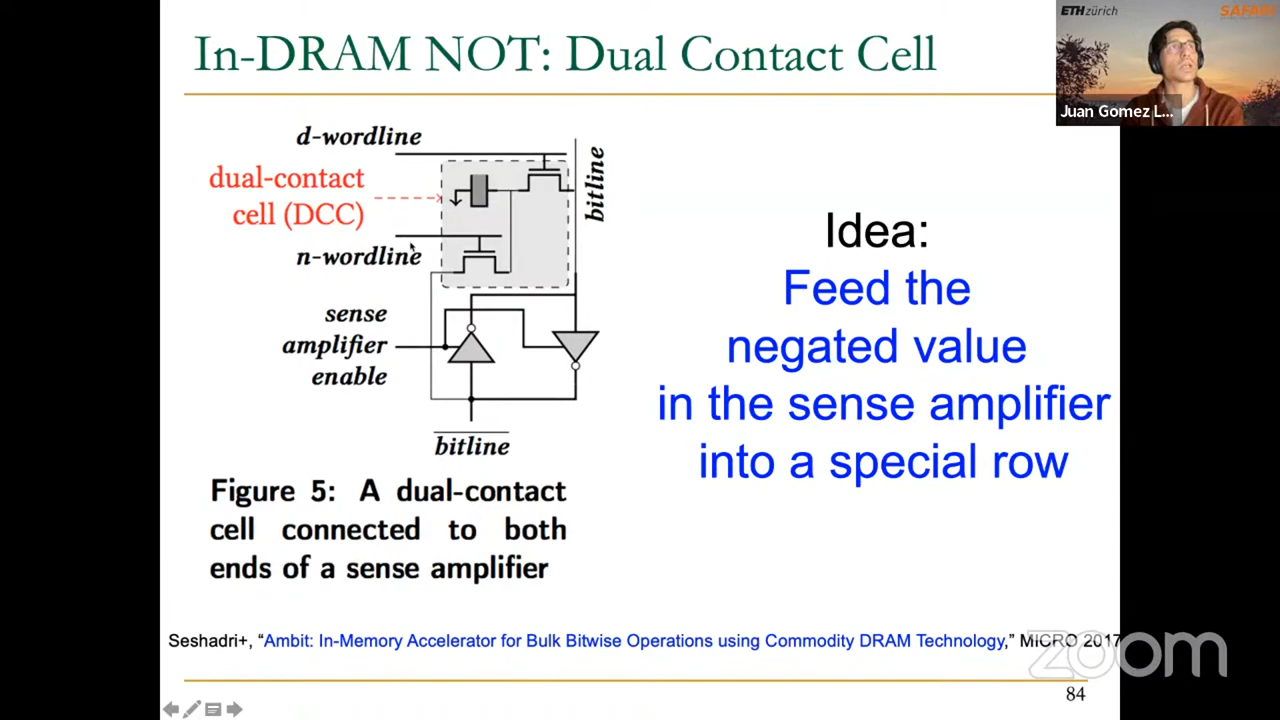 In-DRAM NOT: Dual Contact Cell
ETH zürich
SAFARI
Juan Gomez L...
d-wordline
dual-contact
cell (DCC)
bitline
n-wordline
sense
amplifier
enable
bitline
Figure 5: A dual-contact
cell connected to both
ends of a sense amplifier
Idea:
Feed the
negated value
in the sense amplifier
into a special row
Seshadri+, “Ambit: In-Memory Accelerator for Bulk Bitwise Operations using Commodity DRAM Technology,” MICRO 2017
zoom
84